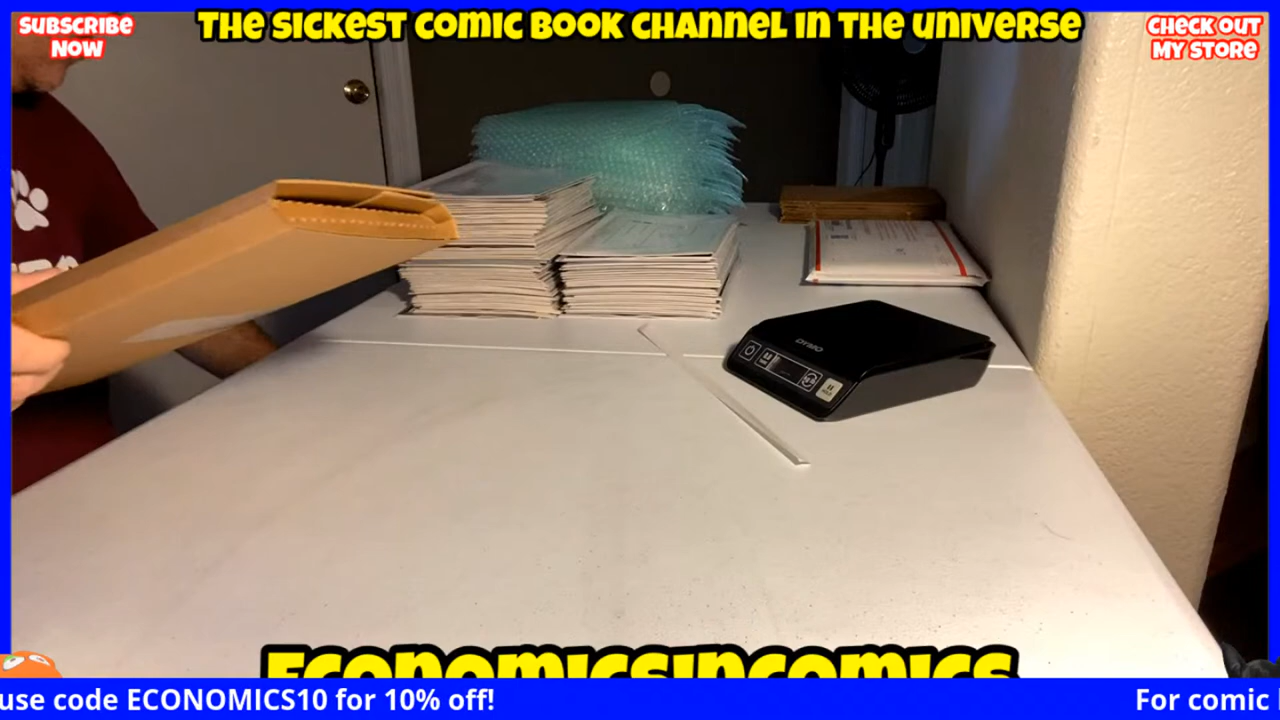 SUBSCRIBE
NOW
THE SICKEST COMIC BOOK CHANNEL IN THE UNIVERSE
CHECK OUT
MY STORE
DYMO
ECONOMICSINCOMICS
use code ECONOMICS10 for 10% off!
For comic